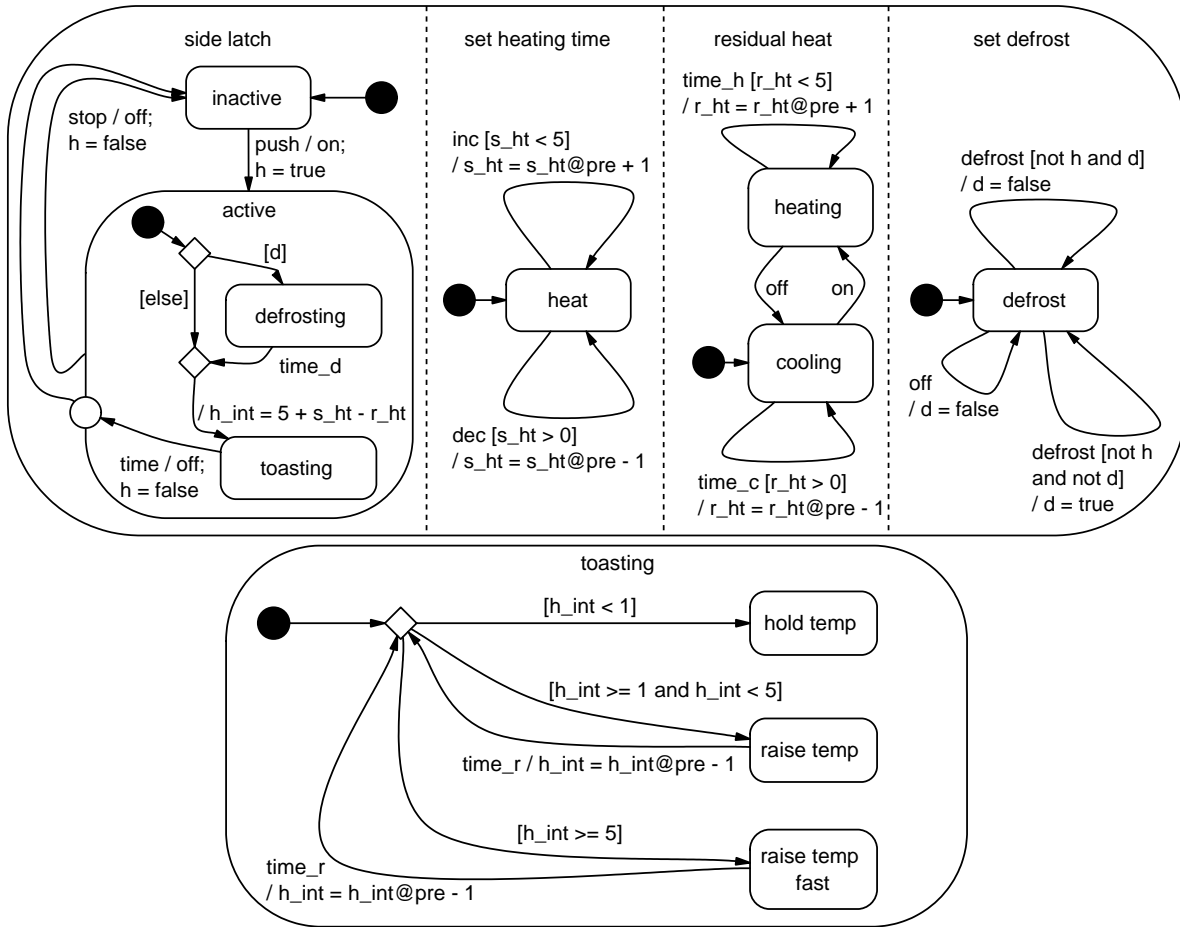 side latch
set heating time
residual heat
set defrost
inactive
stop / off;
h = false
push / on;
h = true
active
[d]
[else]
defrosting
time_d
/ h_int = 5 + s_ht - r_ht
toasting
time / off;
h = false
inc [s_ht < 5]
/ s_ht = s_ht@pre + 1
heat
dec [s_ht > 0]
/ s_ht = s_ht@pre - 1
time_h [r_ht < 5]
/ r_ht = r_ht@pre + 1
heating
off
on
cooling
time_c [r_ht > 0]
/ r_ht = r_ht@pre - 1
defrost [not h and d]
/ d = false
defrost
off
/ d = false
defrost [not h
and not d]
/ d = true
toasting
[h_int < 1]
hold temp
[h_int >= 1 and h_int < 5]
raise temp
time_r / h_int = h_int@pre - 1
[h_int >= 5]
raise temp
fast
time_r
/ h_int = h_int@pre - 1